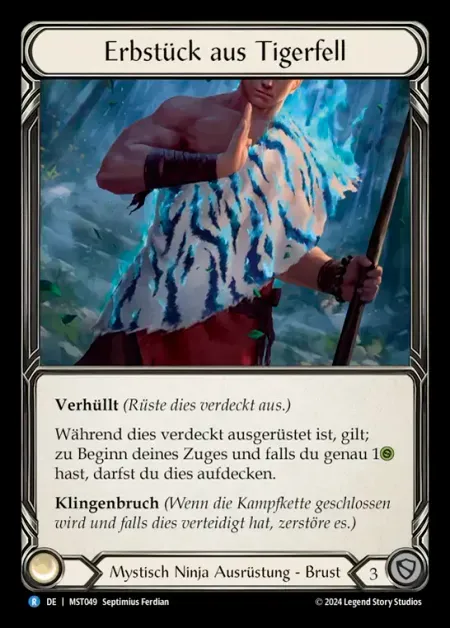 Erbstück aus Tigerfell
Verhüllt (Rüste dies verdeckt aus.)
Während dies verdeckt ausgerüstet ist, gilt;
zu Beginn deines Zuges und falls du genau 1
hast, darfst du dies aufdecken.
Klingenbruch (Wenn die Kampfkette geschlossen
wird und falls dies verteidigt hat, zerstöre es.)
Mystisch Ninja Ausrüstung - Brust
3
R DE | MST049 Septimius Ferdian
© 2024 Legend Story Studios